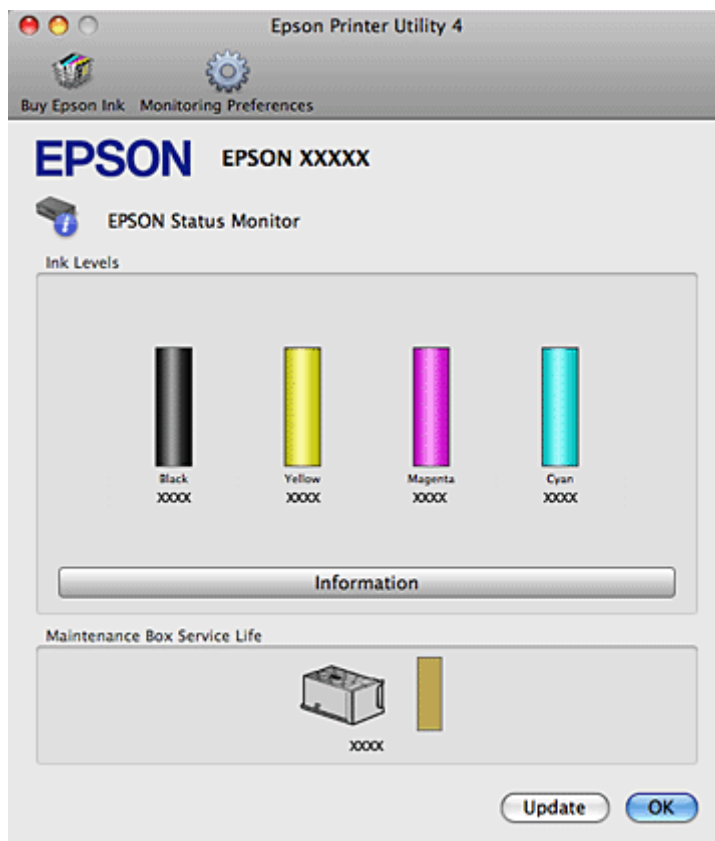 Epson Printer Utility 4
Buy Epson Ink Monitoring Preferences
EPSON EPSON XXXXX
EPSON Status Monitor
Ink Levels
Black Yellow Magenta Cyan
XXXX XXXX XXXX XXXX
Information
Maintenance Box Service Life
XXXX
Update OK